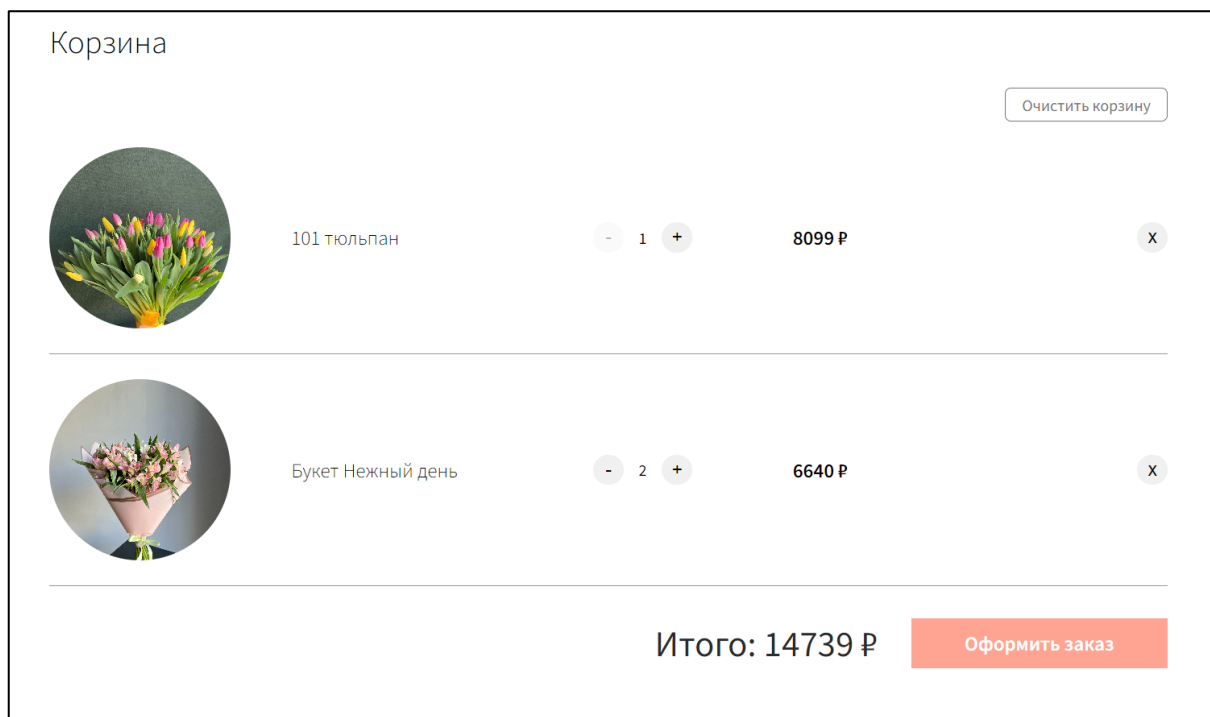 Корзина
Очистить корзину
101 тюльпан - 1 + 8099 ₽ X
Букет Нежный день - 2 + 6640 ₽ X
Итого: 14739 ₽ Оформить заказ